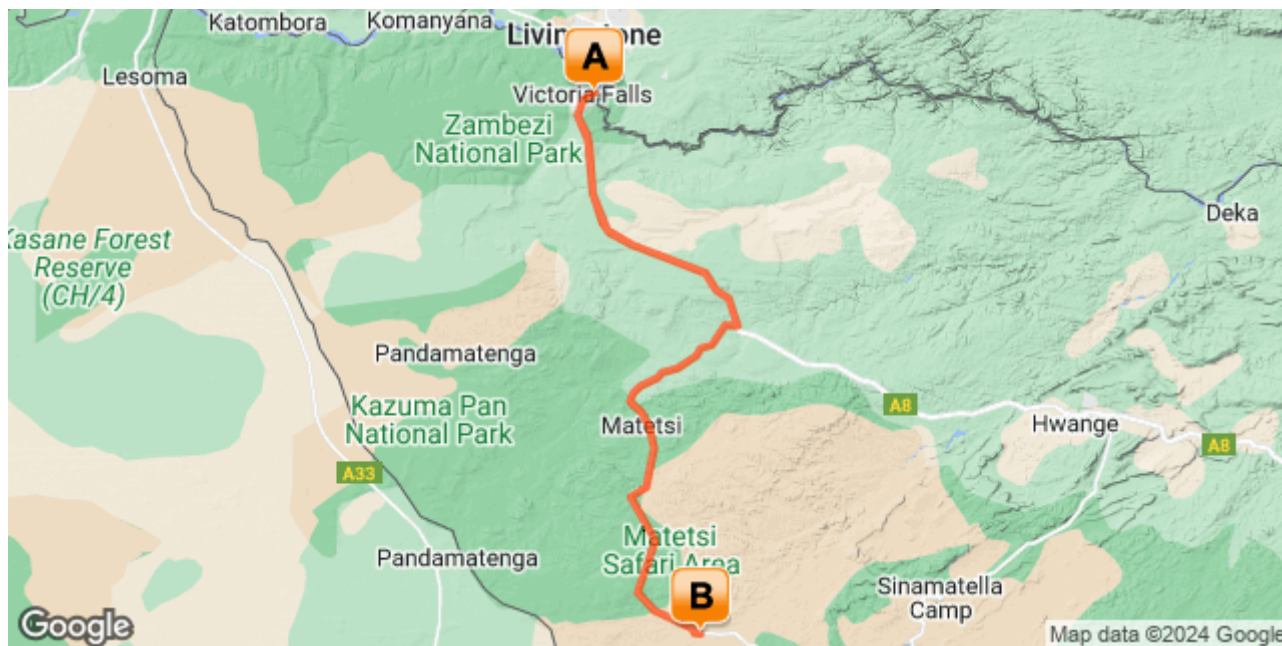 Katombora
Komanyana
Livingstone
A
Lesoma
Victoria Falls
Zambezi
National Park
Deka
Kasane Forest
Reserve
(CH/4)
Pandamatenga
Kazuma Pan
National Park
Matetsi
A8
Hwange
A8
A33
Pandamatenga
Matetsi
Safari Area
B
Sinamatella
Camp
Google
Map data ©2024 Google